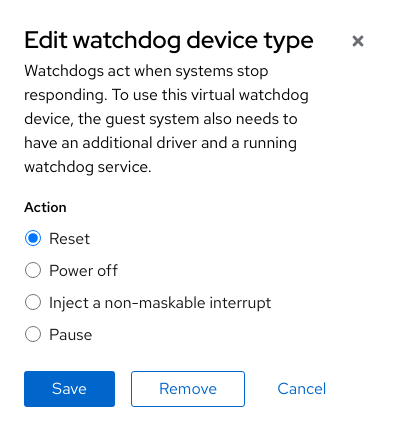 Edit watchdog device type
Watchdogs act when systems stop
responding. To use this virtual watchdog
device, the guest system also needs to
have an additional driver and a running
watchdog service.
Action
Reset
Power off
Inject a non-maskable interrupt
Pause
Save Remove Cancel